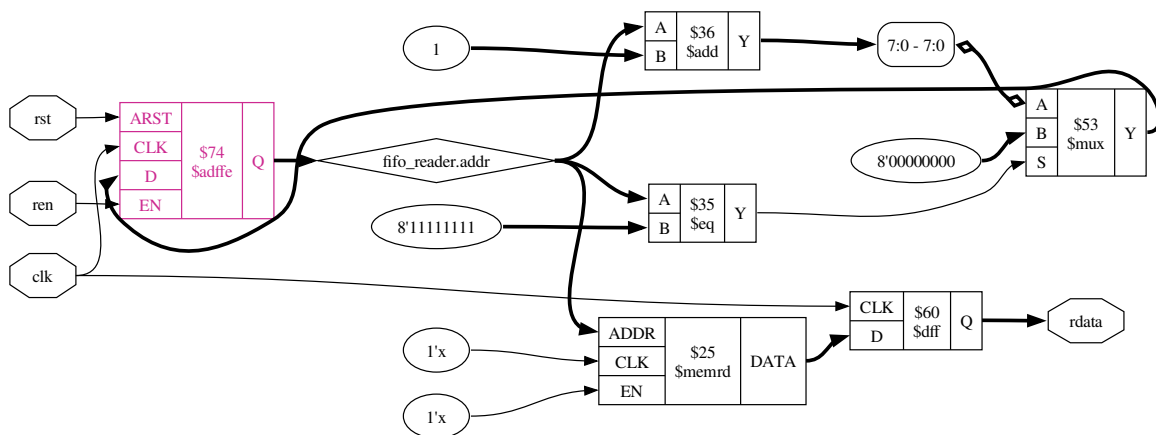 rst
ren
clk
ARST
CLK
D
EN
$74
$adffe
Q
fifo_reader.addr
1
A
B
$36
$add
Y
7:0 - 7:0
8'00000000
A
B
S
$53
$mux
Y
8'11111111
A
B
$35
$eq
Y
1'x
1'x
ADDR
CLK
EN
$25
$memrd
DATA
CLK
D
$60
$dff
Q
rdata